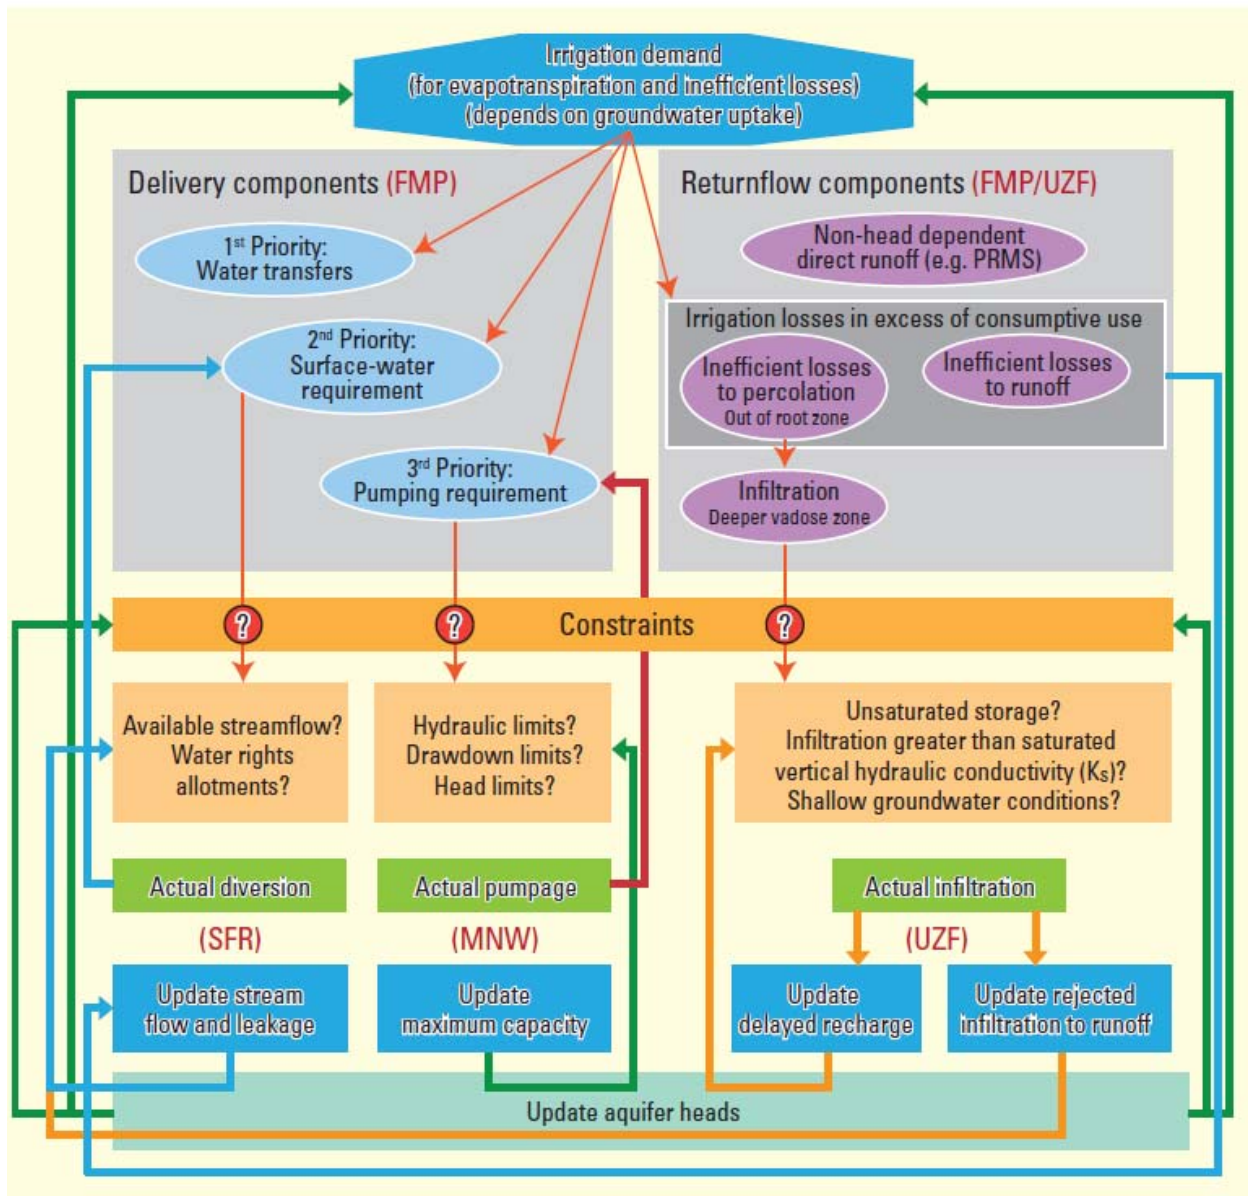 Irrigation demand
(for evapotranspiration and inefficient losses)
(depends on groundwater uptake)
Delivery components (FMP)
1st Priority:
Water transfers
2nd Priority:
Surface-water
requirement
3rd Priority:
Pumping requirement
Returnflow components (FMP/UZF)
Non-head dependent
direct runoff (e.g. PRMS)
Irrigation losses in excess of consumptive use
Inefficient losses
to percolation
Out of root zone
Inefficient losses
to runoff
Infiltration
Deeper vadose zone
?
?
Constraints
?
Available streamflow?
Water rights
allotments?
Hydraulic limits?
Drawdown limits?
Head limits?
Unsaturated storage?
Infiltration greater than saturated
vertical hydraulic conductivity (Ks)?
Shallow groundwater conditions?
Actual diversion
Actual pumpage
Actual infiltration
(SFR)
(MNW)
(UZF)
Update stream
flow and leakage
Update
maximum capacity
Update
delayed recharge
Update rejected
infiltration to runoff
Update aquifer heads